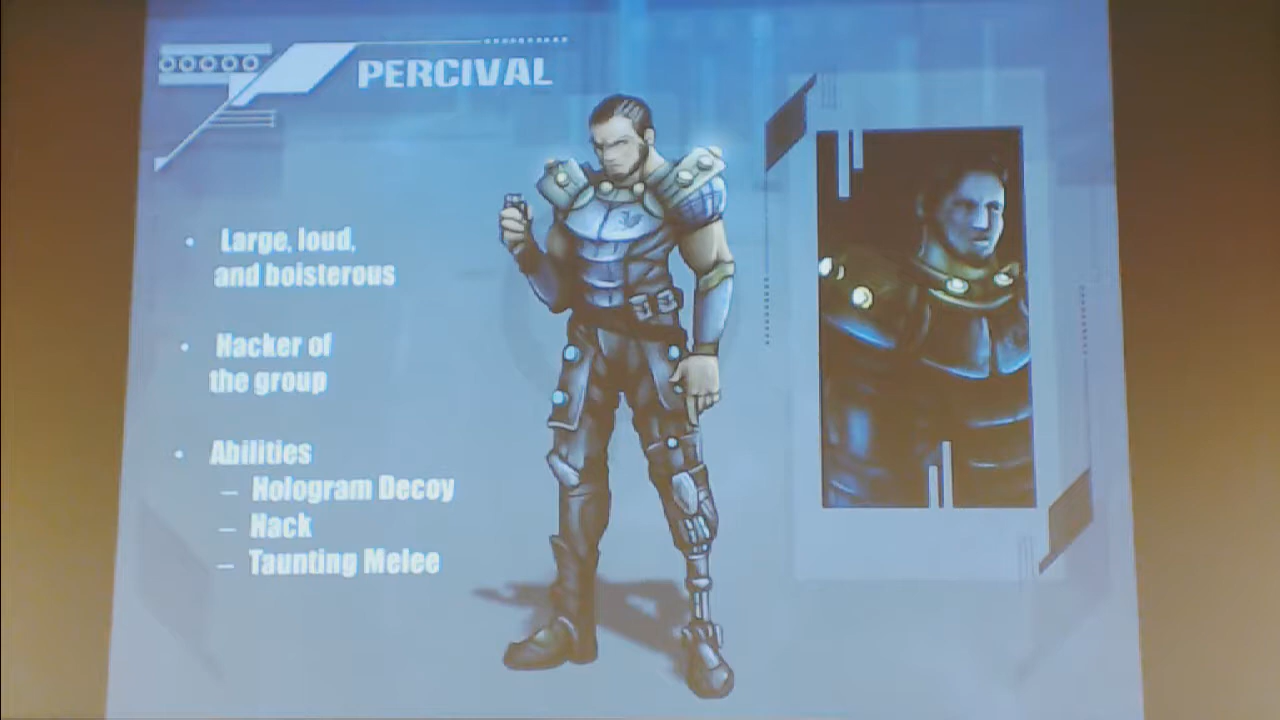 PERCIVAL
• Large, loud,
and boisterous
• Hacker of
the group
• Abilities
– Hologram Decoy
– Hack
– Taunting Melee